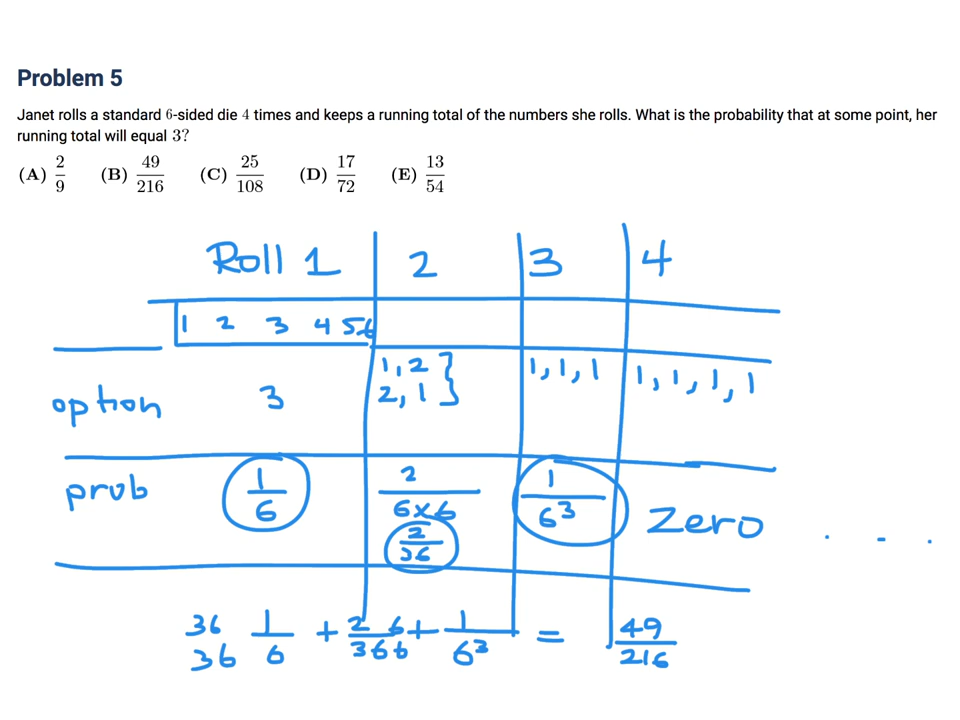 Problem 5
Janet rolls a standard 6-sided die 4 times and keeps a running total of the numbers she rolls. What is the probability that at some point, her
running total will equal 3?
(A) 2/9 (B) 49/216 (C) 25/108 (D) 17/72 (E) 13/54
Roll 1 2 3 4
1 2 3 4 5 6
option 3 1,2 2,1 } 1,1,1 1,1,1,1
prob 1/6 2/(6×6) 1/6³ Zero . - .
2/36
36/36 1/6 + 2/36 6/6 + 1/6³ = 49/216